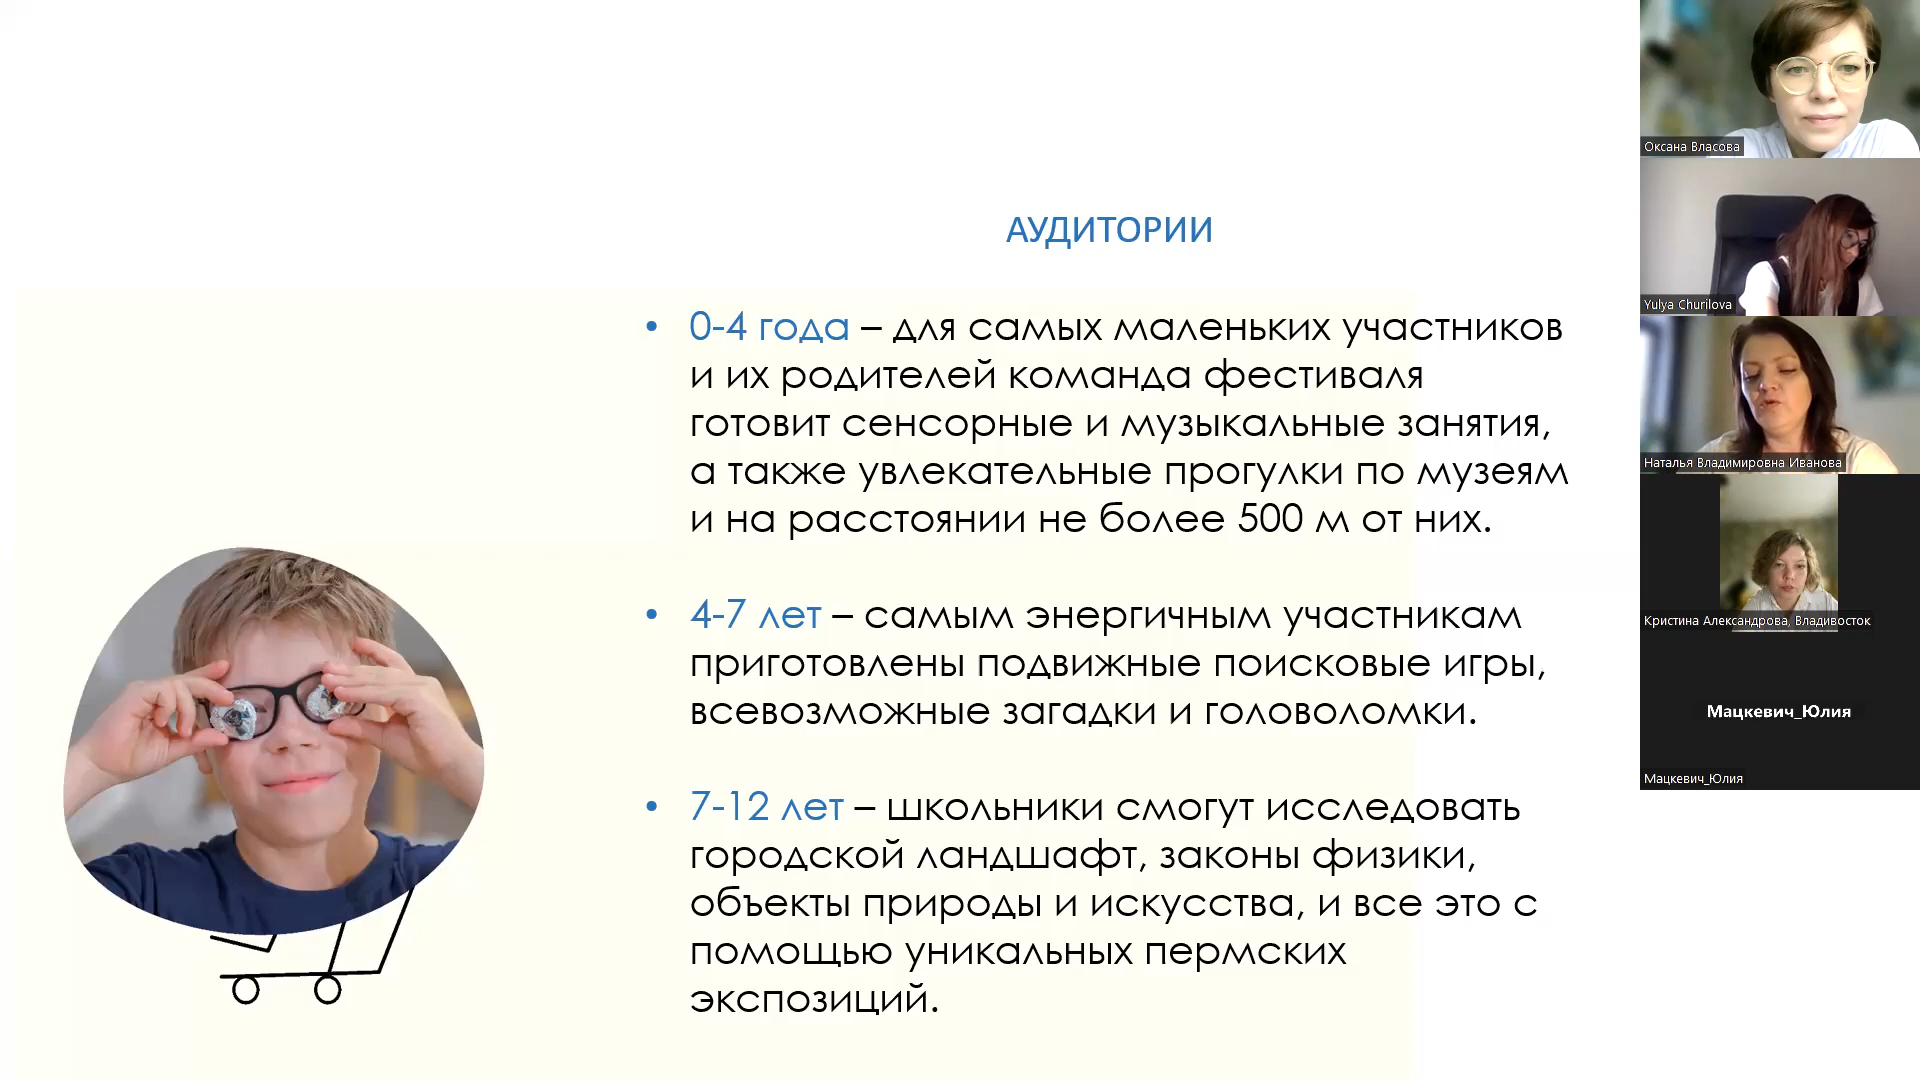 АУДИТОРИИ
• 0-4 года – для самых маленьких участников
и их родителей команда фестиваля
готовит сенсорные и музыкальные занятия,
а также увлекательные прогулки по музеям
и на расстоянии не более 500 м от них.
• 4-7 лет – самым энергичным участникам
приготовлены подвижные поисковые игры,
всевозможные загадки и головоломки.
• 7-12 лет – школьники смогут исследовать
городской ландшафт, законы физики,
объекты природы и искусства, и все это с
помощью уникальных пермских
экспозиций.
Оксана Власова
Yulya Churilova
Наталья Владимировна Иванова
Кристина Александрова, Владивосток
Мацкевич_Юлия
Мацкевич_Юлия